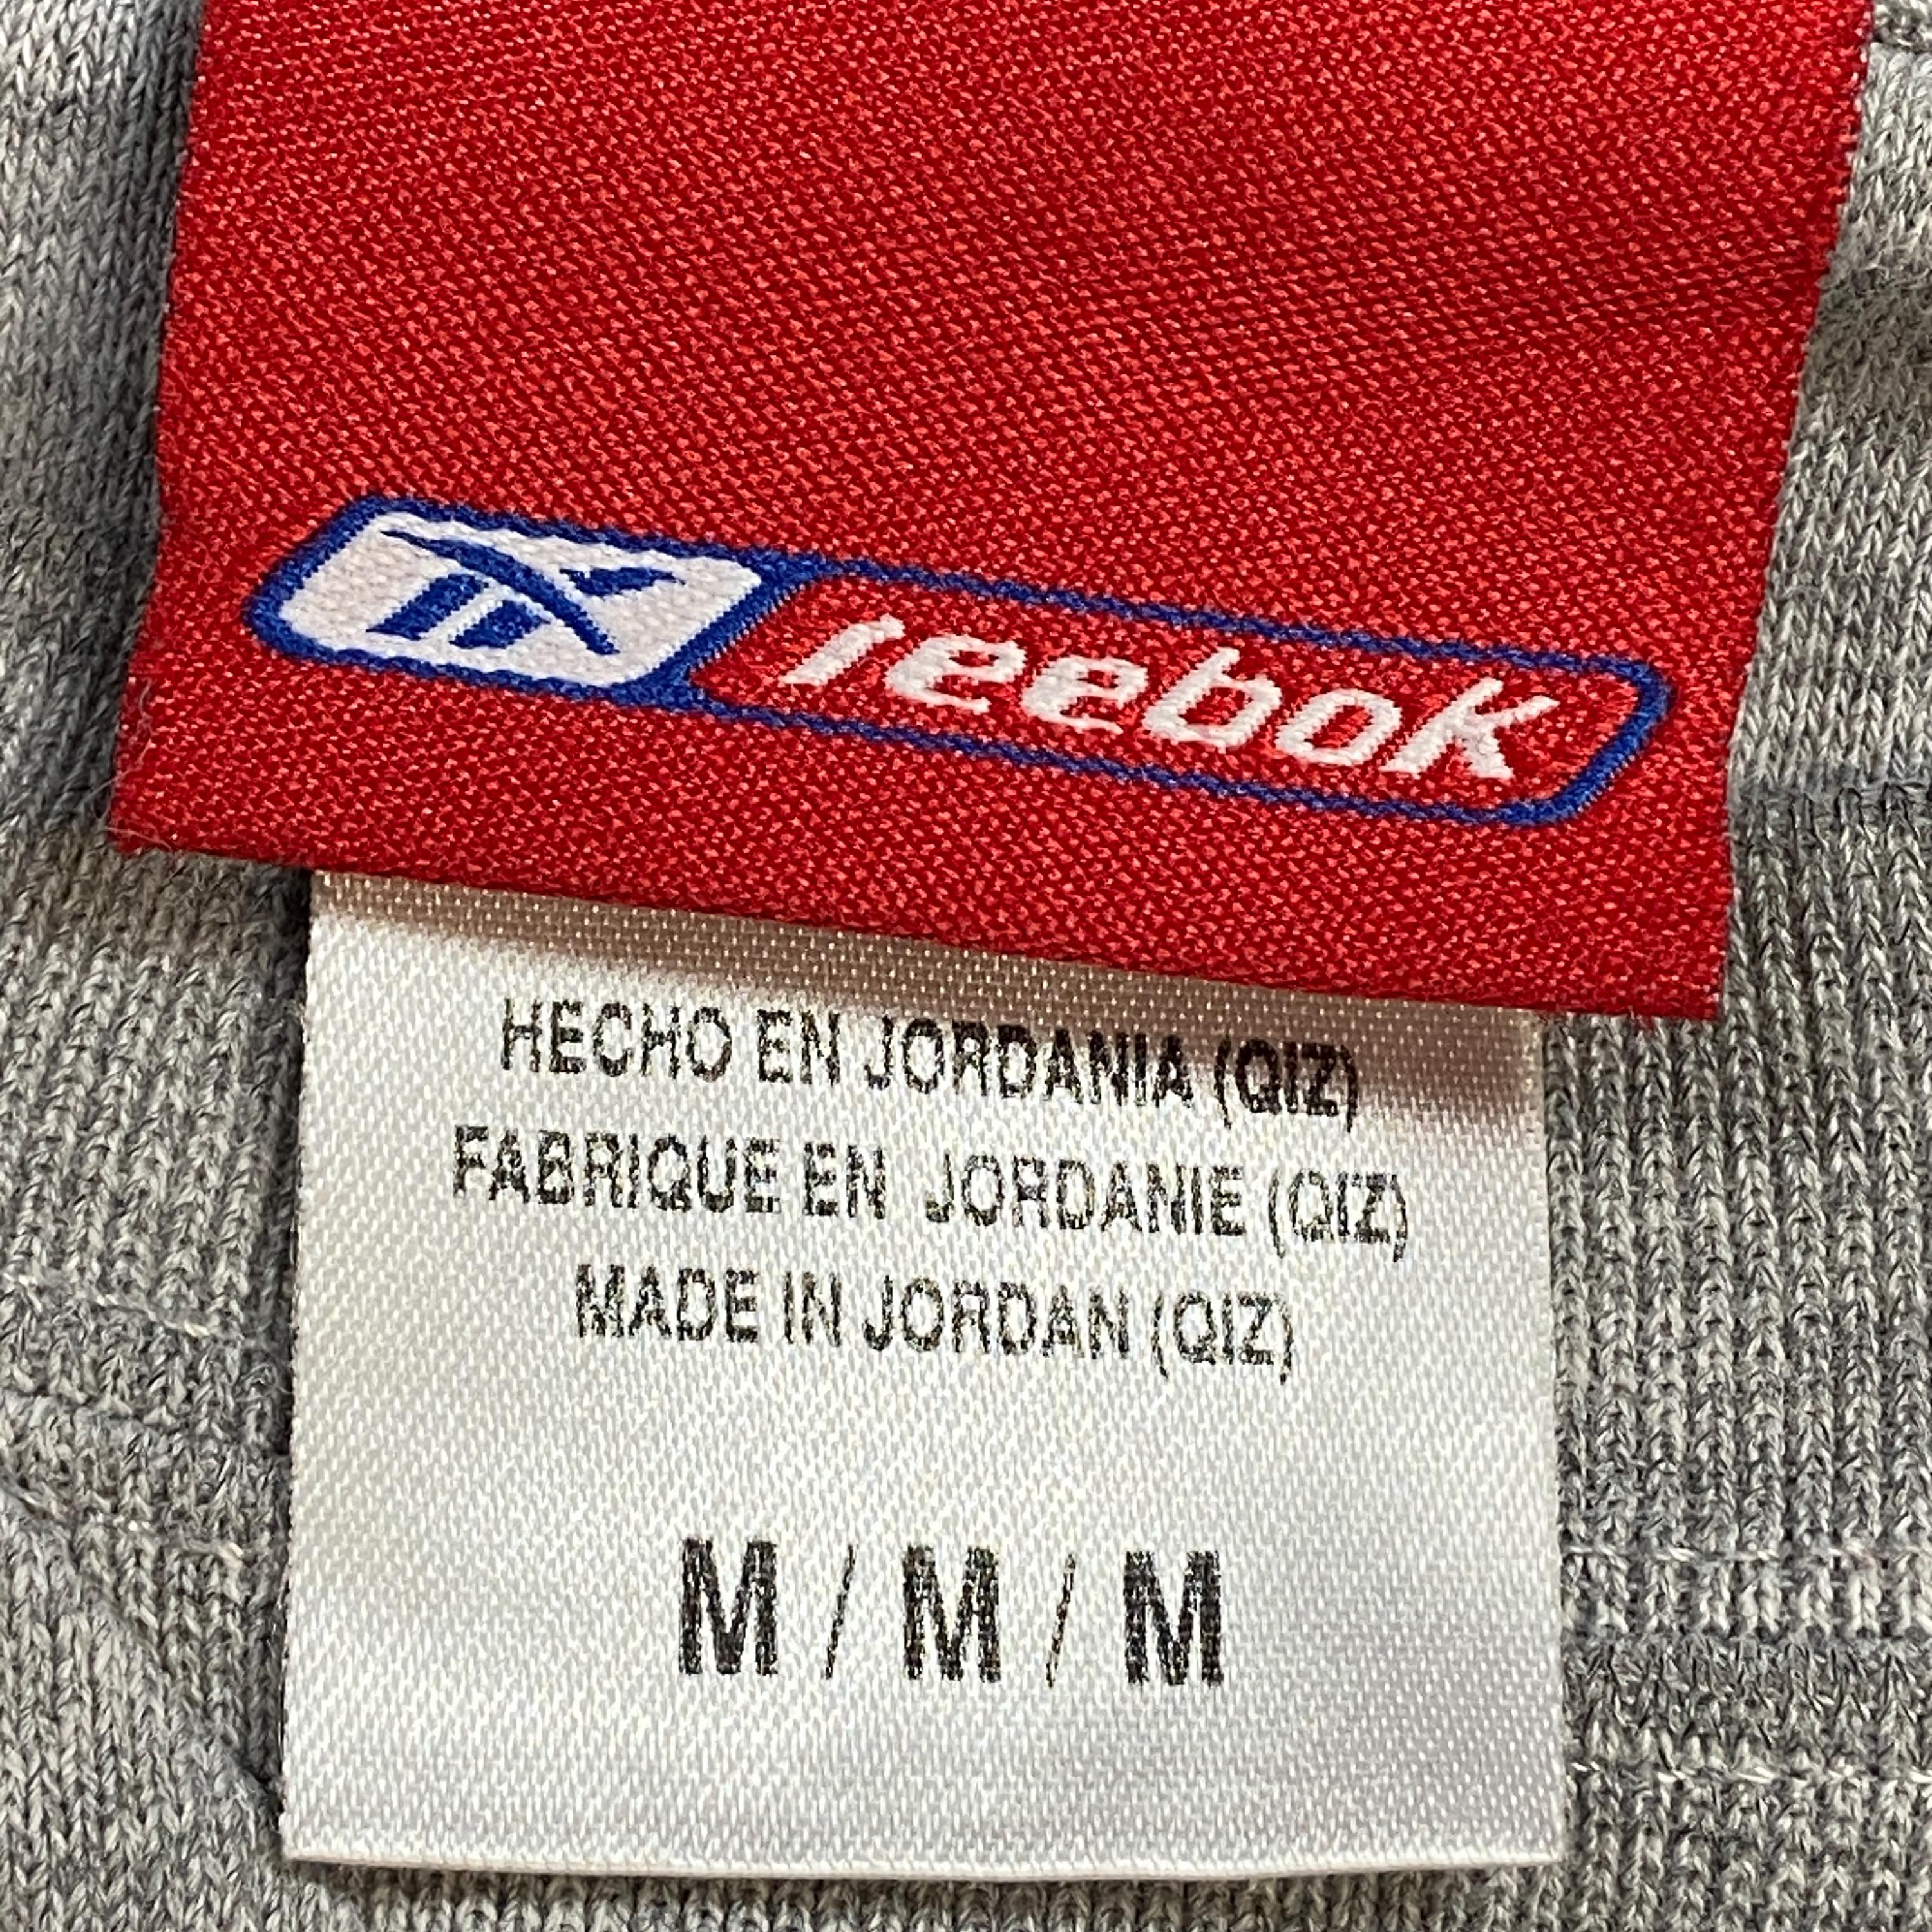 reebok
HECHO EN JORDANIA (QIZ)
FABRIQUE EN JORDANIE (QIZ)
MADE IN JORDAN (QIZ)
M / M / M